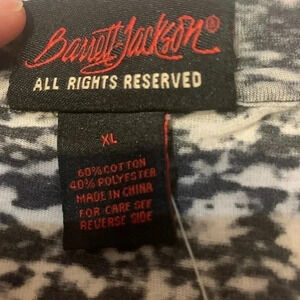 Barrett-Jackson®
ALL RIGHTS RESERVED
XL
60% COTTON
40% POLYESTER
MADE IN CHINA
FOR CARE SEE
REVERSE SIDE